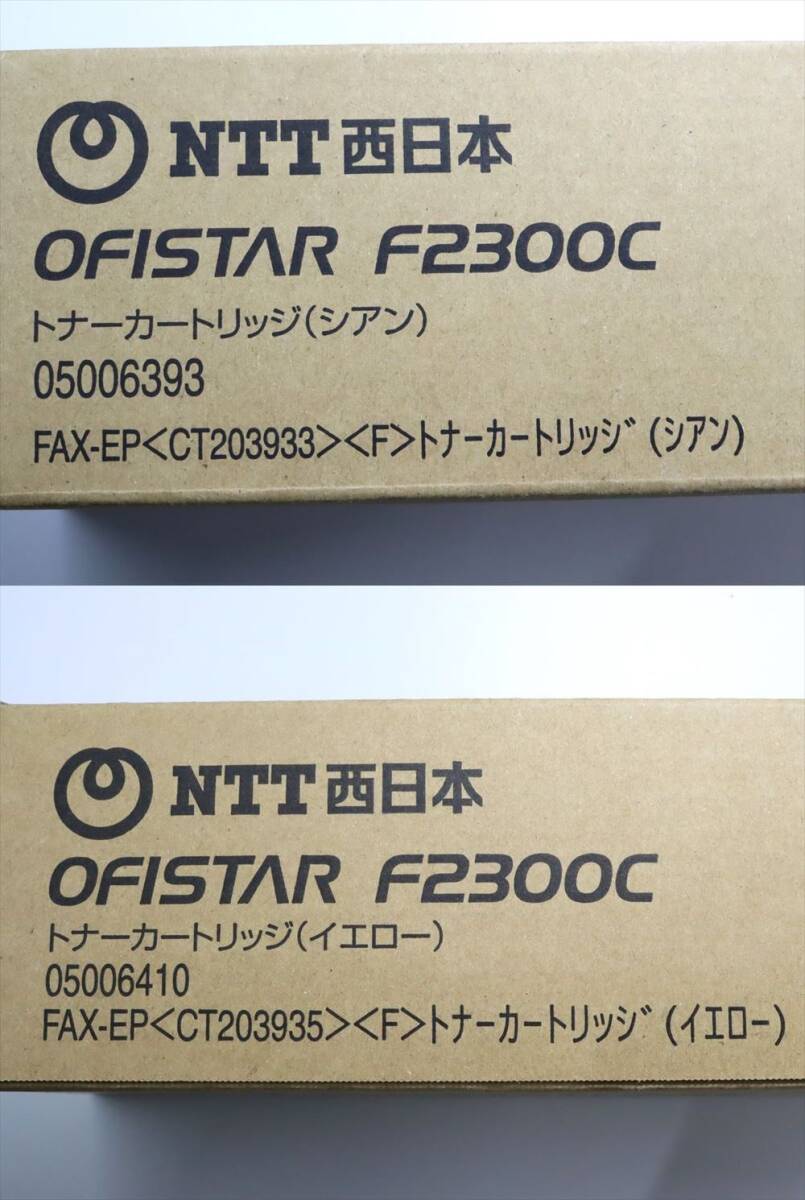 NTT西日本
OFISTAR F2300C
トナーカートリッジ(シアン)
05006393
FAX-EP<CT203933><F>トナーカートリッジ(シアン)
NTT西日本
OFISTAR F2300C
トナーカートリッジ(イエロー)
05006410
FAX-EP<CT203935><F>トナーカートリッジ(イエロー)